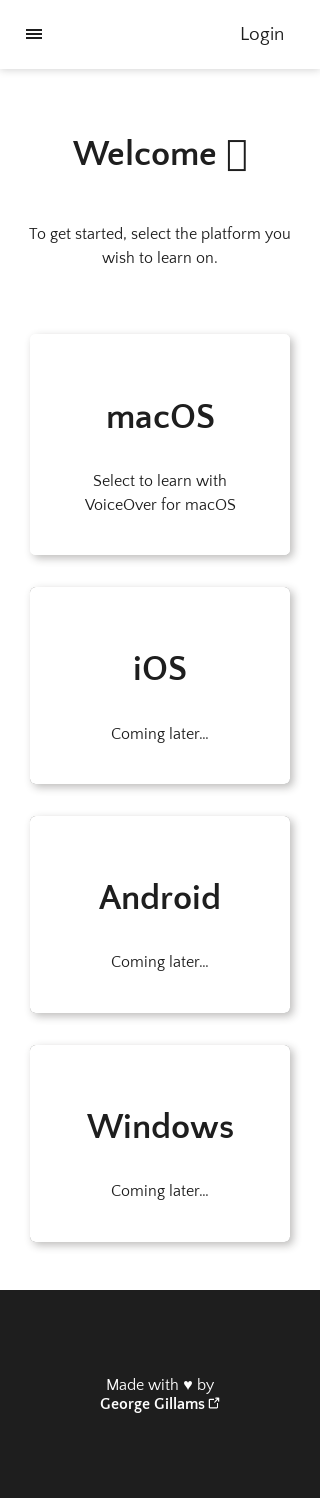 Login
Welcome
To get started, select the platform you
wish to learn on.
macOS
Select to learn with
VoiceOver for macOS
iOS
Coming later...
Android
Coming later...
Windows
Coming later...
Made with ♥ by
George Gillams